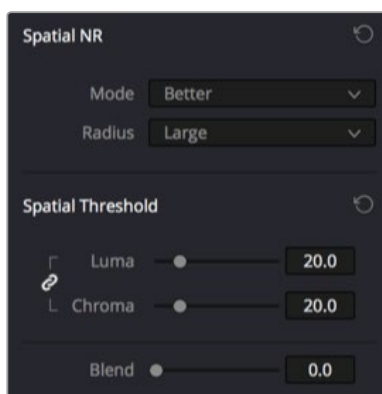 Spatial NR
Mode Better
Radius Large
Spatial Threshold
Luma 20.0
Chroma 20.0
Blend 0.0